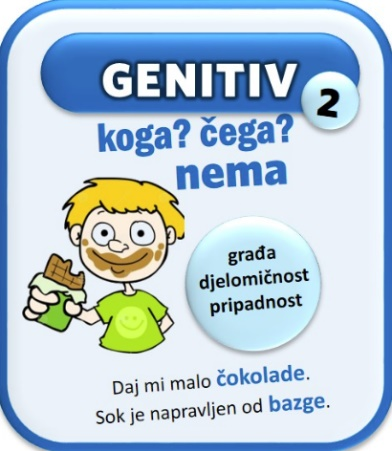 GENITIV
2
koga? čega?
nema
građa
djelomičnost
pripadnost
Daj mi malo čokolade.
Sok je napravljen od bazge.